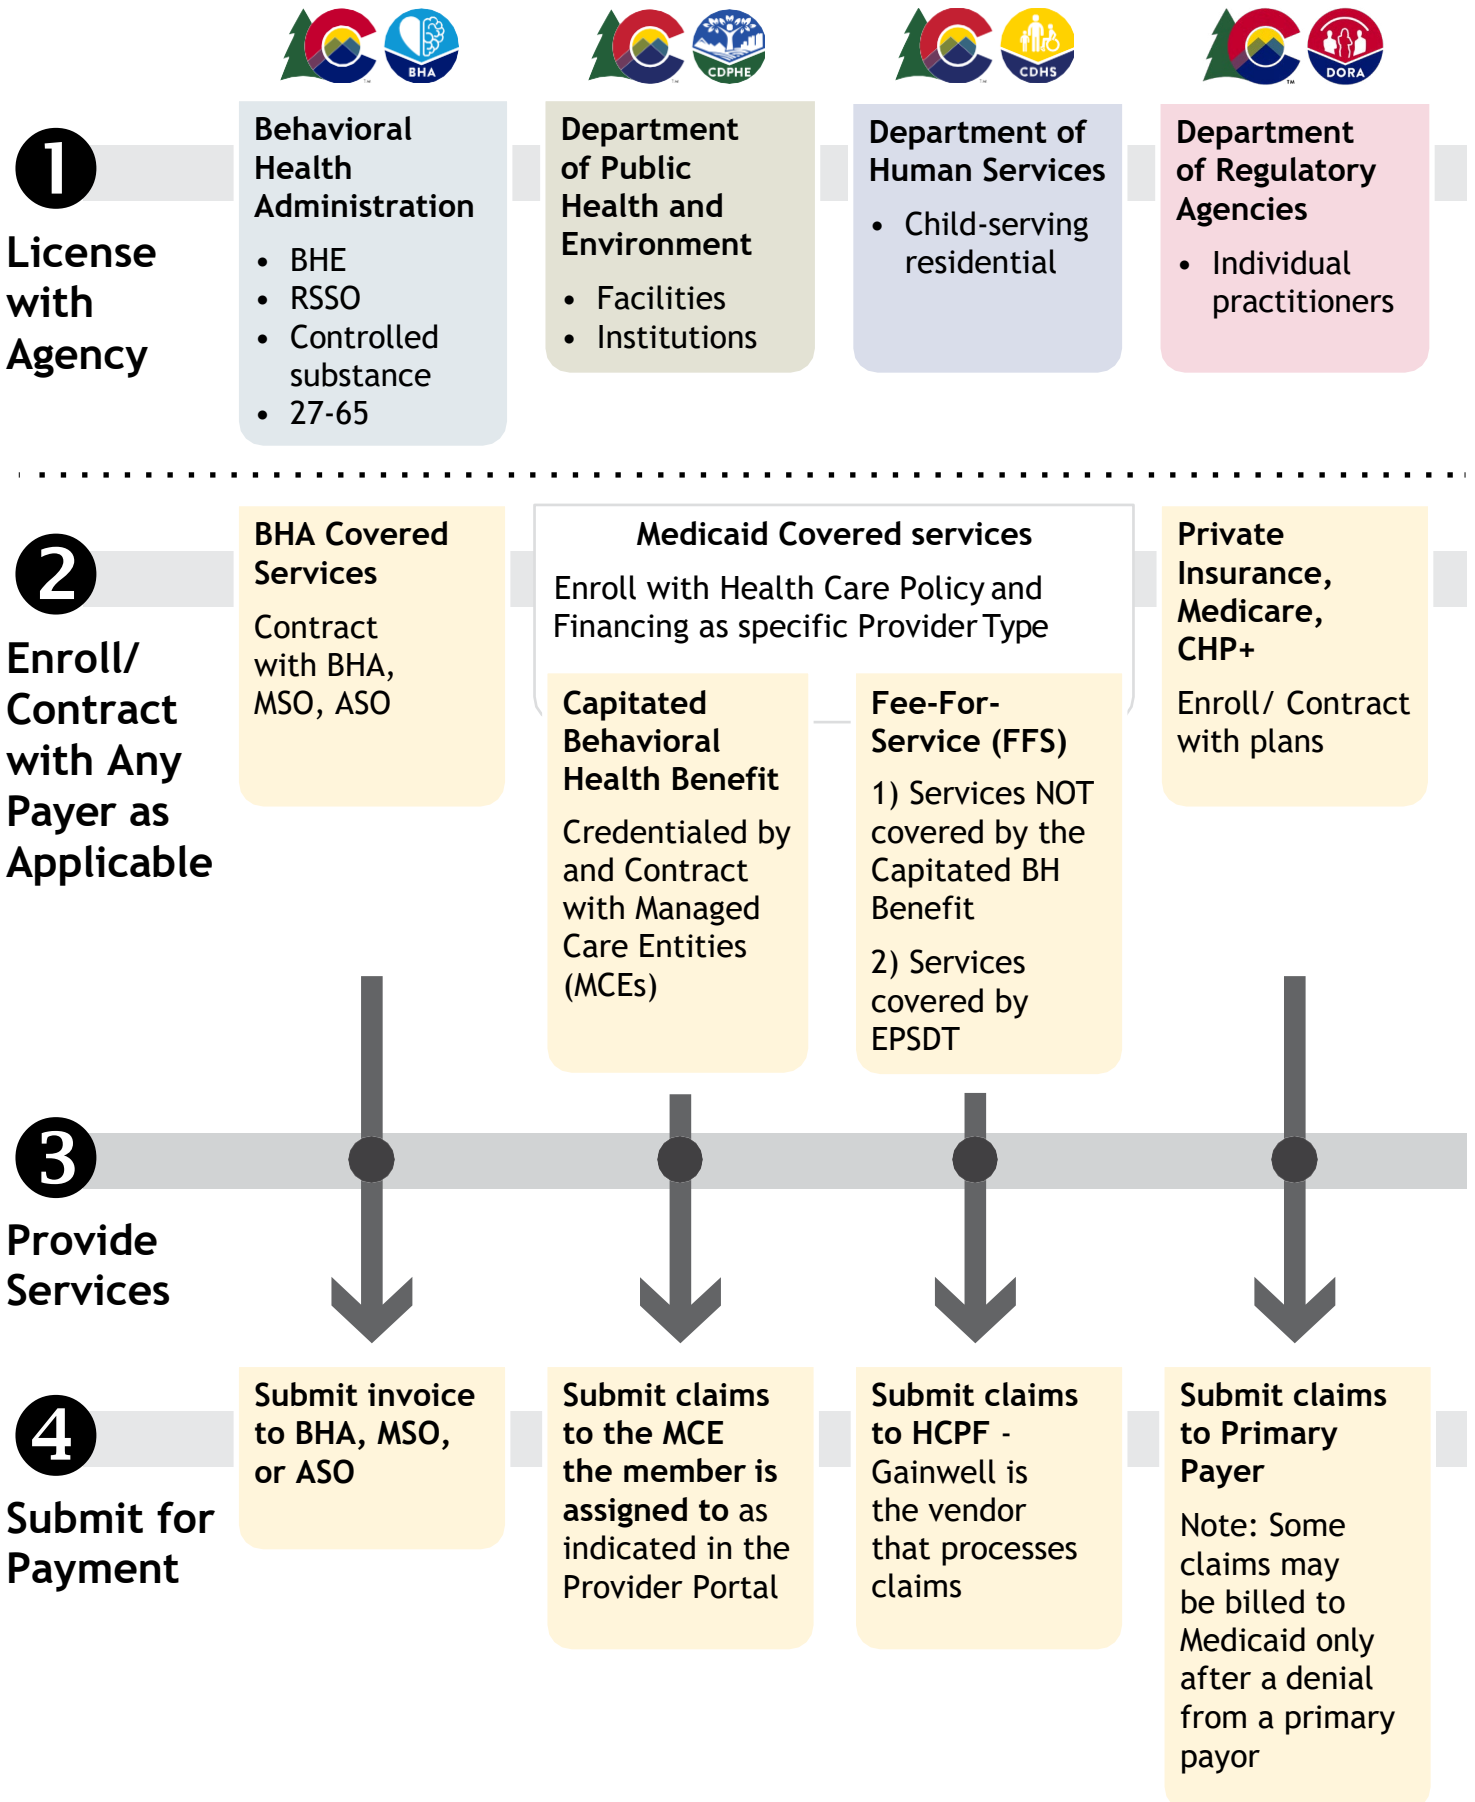 BHA
CDPHE
CDHS
DORA
TM
TM
TM
TM
1
License
with
Agency
Behavioral
Health
Administration
• BHE
• RSSO
• Controlled
substance
• 27-65
Department
of Public
Health and
Environment
• Facilities
• Institutions
Department of
Human Services
• Child-serving
residential
Department
of Regulatory
Agencies
• Individual
practitioners
2
Enroll/
Contract
with Any
Payer as
Applicable
BHA Covered
Services
Contract
with BHA,
MSO, ASO
Medicaid Covered services
Enroll with Health Care Policy and
Financing as specific Provider Type
Capitated
Behavioral
Health Benefit
Credentialed by
and Contract
with Managed
Care Entities
(MCEs)
Fee-For-
Service (FFS)
1) Services NOT
covered by the
Capitated BH
Benefit
2) Services
covered by
EPSDT
Private
Insurance,
Medicare,
CHP+
Enroll/ Contract
with plans
3
Provide
Services
4
Submit for
Payment
Submit invoice
to BHA, MSO,
or ASO
Submit claims
to the MCE
the member is
assigned to as
indicated in the
Provider Portal
Submit claims
to HCPF -
Gainwell is
the vendor
that processes
claims
Submit claims
to Primary
Payer
Note: Some
claims may
be billed to
Medicaid only
after a denial
from a primary
payor